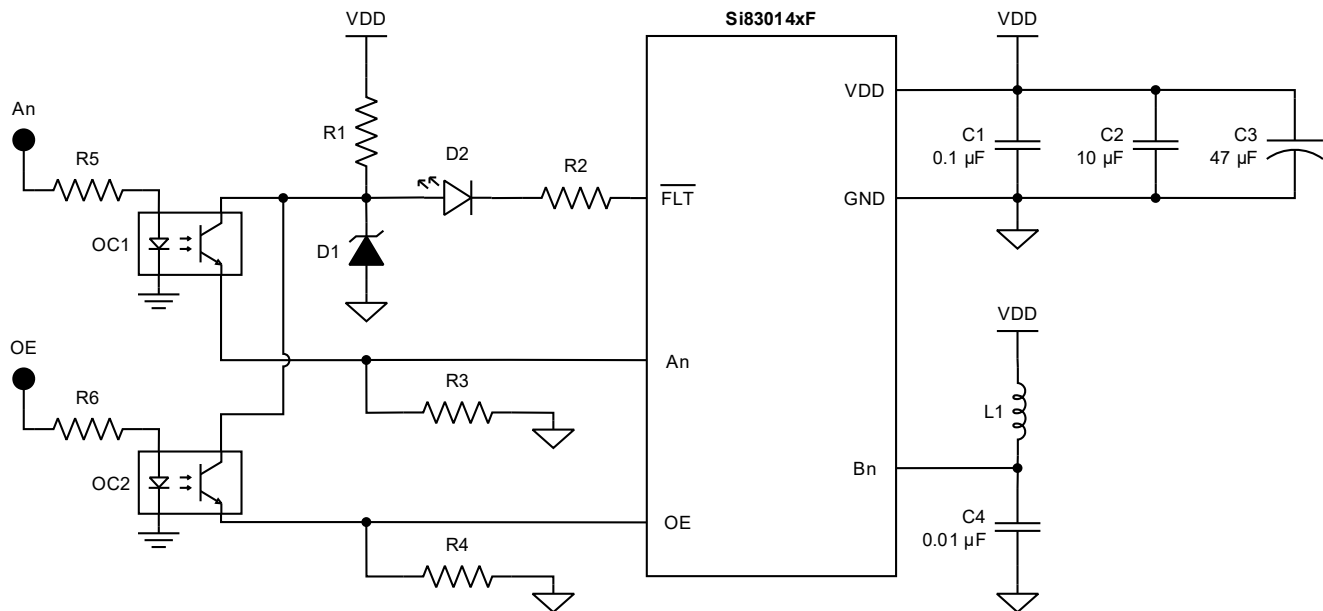 Si83014xF
VDD
VDD
An
R1
VDD
C1
0.1 µF
C2
10 µF
C3
47 µF
R5
D2
R2
FLT
GND
OC1
D1
VDD
OE
An
R6
R3
L1
Bn
OC2
OE
C4
0.01 µF
R4